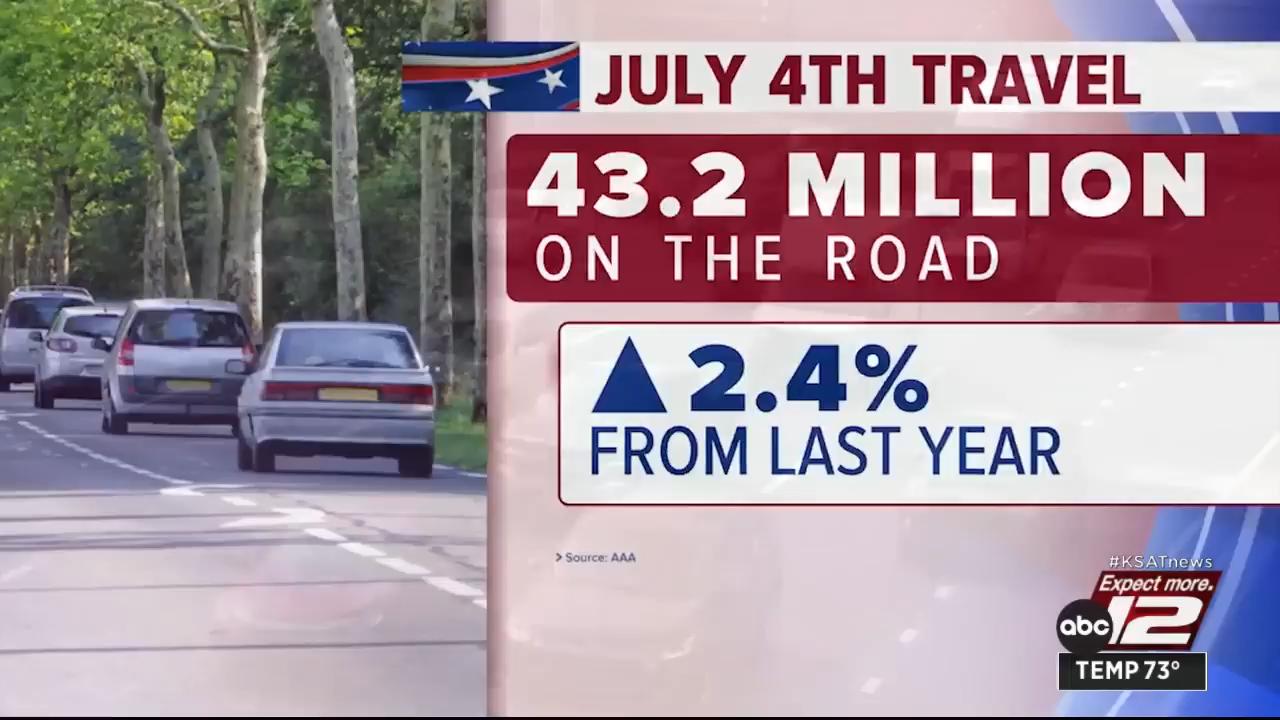 JULY 4TH TRAVEL
43.2 MILLION
ON THE ROAD
▲2.4%
FROM LAST YEAR
> Source: AAA
#KSATnews
Expect more.
abc 12
TEMP 73°